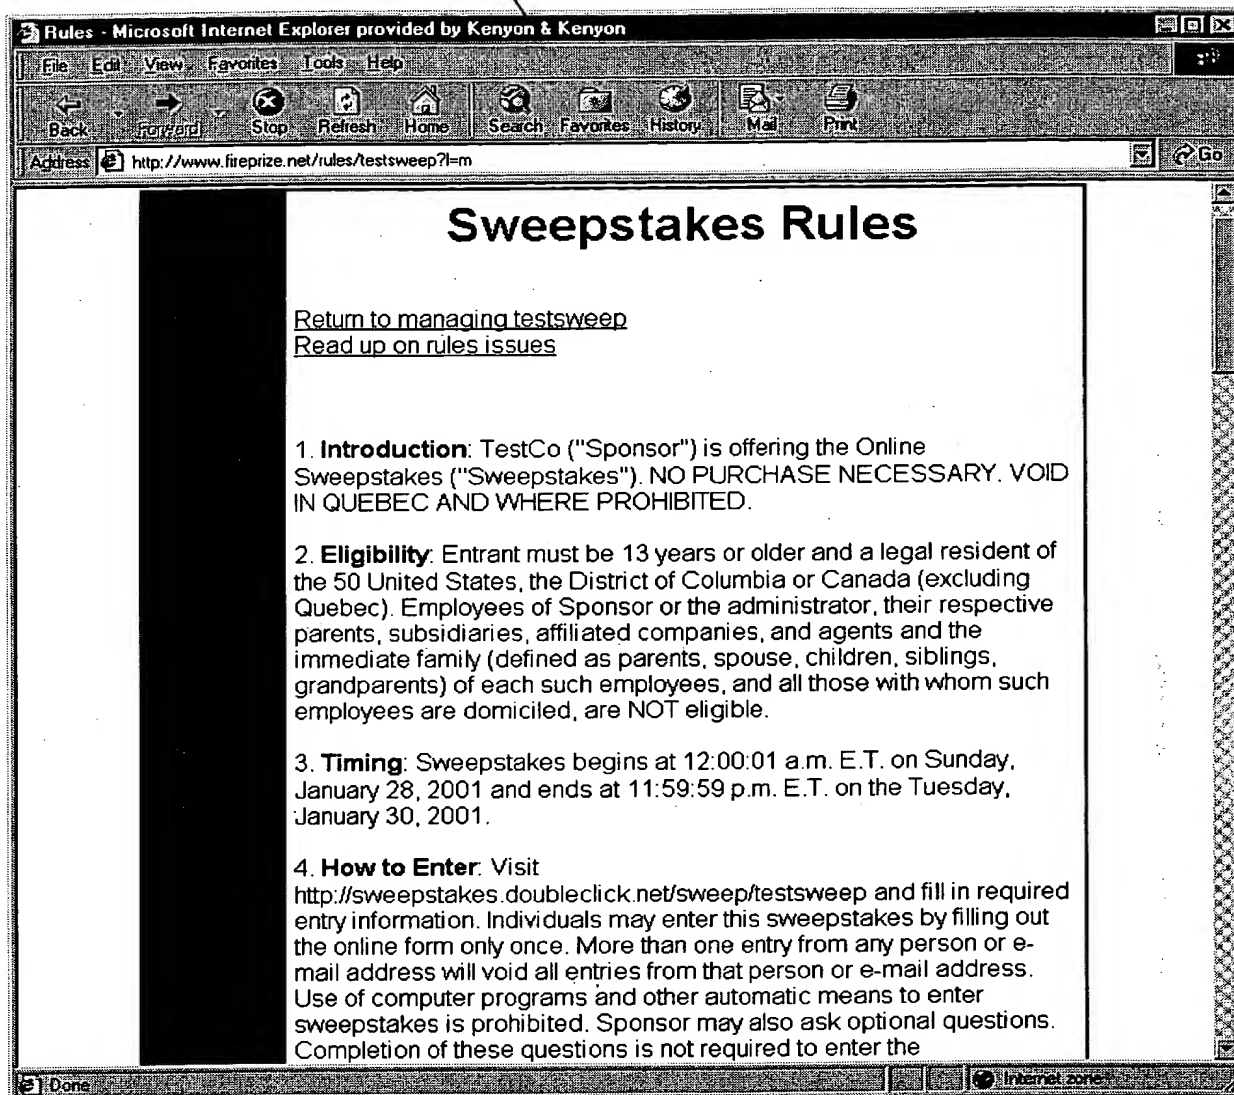 Rules - Microsoft Internet Explorer provided by Kenyon & Kenyon
File Edit View Favorites Tools Help
Back Forward Stop Refresh Home Search Favorites History Mail Print
Address http://www.fireprize.net/rules/testsweep?l=m Go
Sweepstakes Rules
Return to managing testsweep
Read up on rules issues
1. Introduction: TestCo ("Sponsor") is offering the Online
Sweepstakes ("Sweepstakes"). NO PURCHASE NECESSARY. VOID
IN QUEBEC AND WHERE PROHIBITED.
2. Eligibility: Entrant must be 13 years or older and a legal resident of
the 50 United States, the District of Columbia or Canada (excluding
Quebec). Employees of Sponsor or the administrator, their respective
parents, subsidiaries, affiliated companies, and agents and the
immediate family (defined as parents, spouse, children, siblings,
grandparents) of each such employees, and all those with whom such
employees are domiciled, are NOT eligible.
3. Timing: Sweepstakes begins at 12:00:01 a.m. E.T. on Sunday,
January 28, 2001 and ends at 11:59:59 p.m. E.T. on the Tuesday,
January 30, 2001.
4. How to Enter: Visit
http://sweepstakes.doubleclick.net/sweep/testsweep and fill in required
entry information. Individuals may enter this sweepstakes by filling out
the online form only once. More than one entry from any person or e-
mail address will void all entries from that person or e-mail address.
Use of computer programs and other automatic means to enter
sweepstakes is prohibited. Sponsor may also ask optional questions.
Completion of these questions is not required to enter the
Done Internet zone